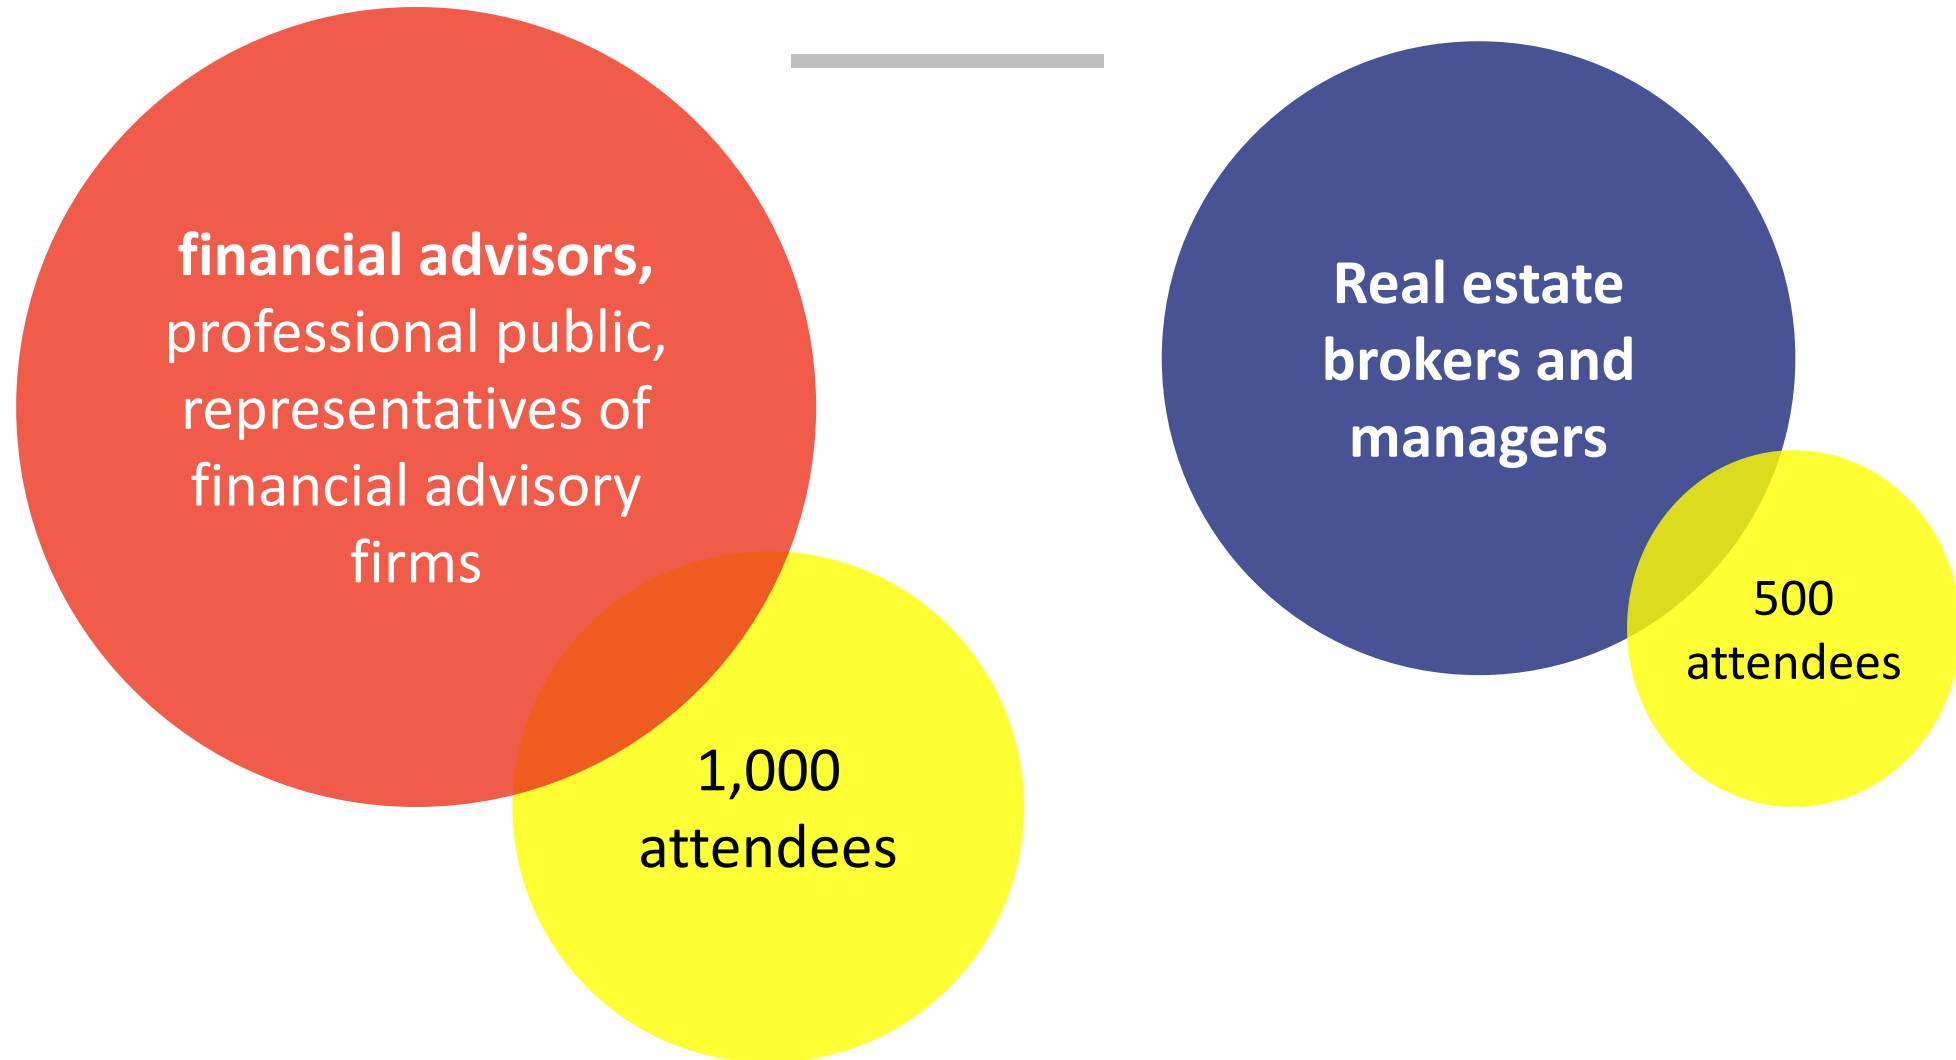 financial advisors,
professional public,
representatives of
financial advisory
firms
1,000
attendees
Real estate
brokers and
managers
500
attendees